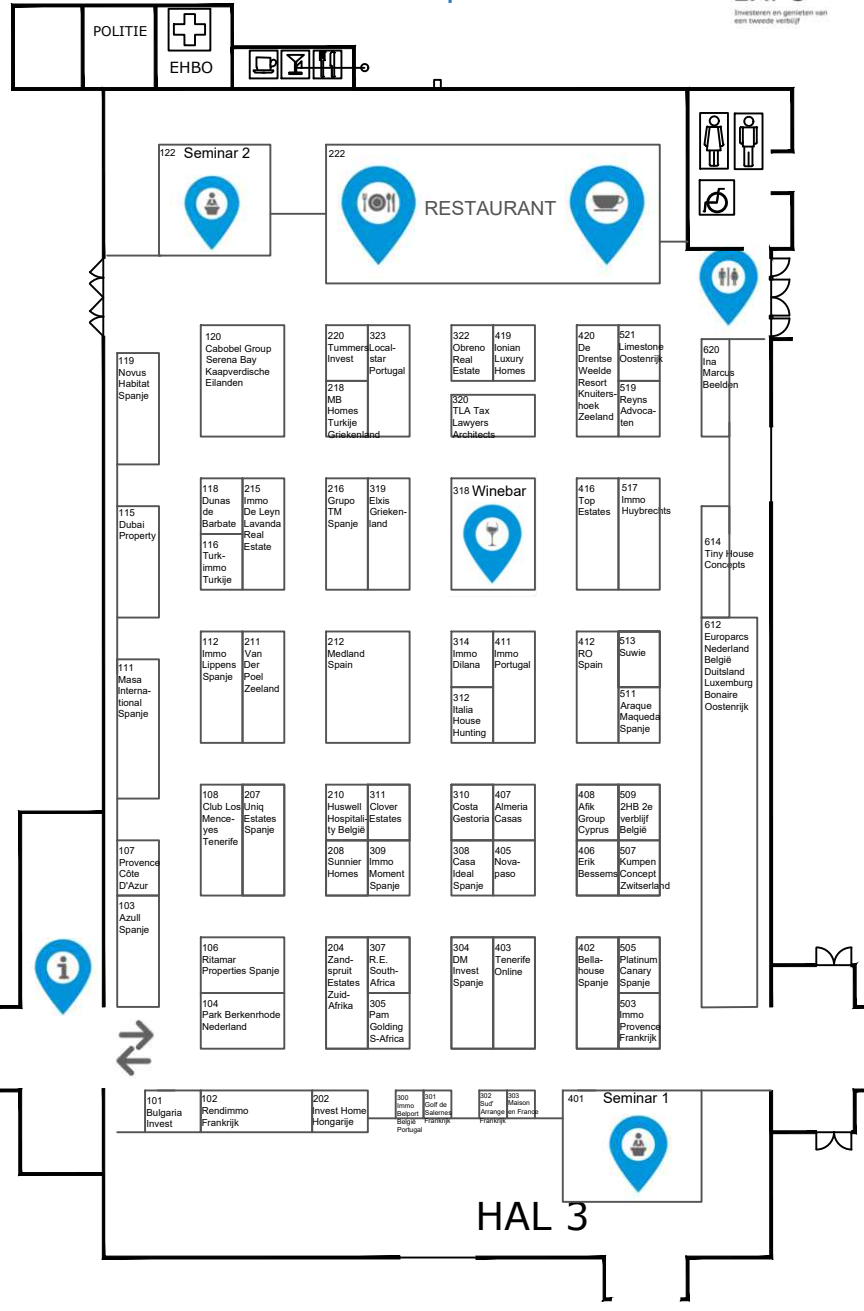 Investeren en genieten van
een tweede verblijf
POLITIE
EHBO
122 Seminar 2
222
RESTAURANT
120
Cabobel Group
Serena Bay
Kaapverdische
Eilanden
220
Tummers
Invest
323
Local-
star
Portugal
218
MB
Homes
Turkije
Griekenland
322
Obreno
Real
Estate
419
Ionian
Luxury
Homes
320
TLA Tax
Lawyers
Architects
420
De
Drentse
Weelde
Resort
Knuiters-
hoek
Zeeland
521
Limestone
Oostenrijk
519
Reyns
Advoca-
ten
620
Ina
Marcus
Beelden
119
Novus
Habitat
Spanje
118
Dunas
de
Barbate
215
Immo
De Leyn
Lavanda
Real
Estate
116
Turk-
immo
Turkije
216
Grupo
TM
Spanje
319
Elxis
Grieken-
land
318 Winebar
416
Top
Estates
517
Immo
Huybrechts
115
Dubai
Property
614
Tiny House
Concepts
612
Europarcs
Nederland
België
Duitsland
Luxemburg
Bonaire
Oostenrijk
112
Immo
Lippens
Spanje
211
Van
Der
Poel
Zeeland
212
Medland
Spain
314
Immo
Dilana
411
Immo
Portugal
312
Italia
House
Hunting
412
RO
Spain
513
Suwie
511
Araque
Maqueda
Spanje
111
Masa
Interna-
tional
Spanje
108
Club Los
Mence-
yes
Tenerife
207
Uniq
Estates
Spanje
210
Huswell
Hospitali-
ty België
311
Clover
Estates
208
Sunnier
Homes
309
Immo
Moment
Spanje
310
Costa
Gestoria
407
Almeria
Casas
308
Casa
Ideal
Spanje
405
Nova-
paso
408
Afik
Group
Cyprus
509
2HB 2e
verblijf
België
406
Erik
Bessems
507
Kumpen
Concept
Zwitserland
107
Provence
Côte
D'Azur
103
Azull
Spanje
106
Ritamar
Properties Spanje
104
Park Berkenrhode
Nederland
204
Zand-
spruit
Estates
Zuid-
Afrika
307
R.E.
South-
Africa
305
Pam
Golding
S-Africa
304
DM
Invest
Spanje
403
Tenerife
Online
402
Bella-
house
Spanje
505
Platinum
Canary
Spanje
503
Immo
Provence
Frankrijk
101
Bulgaria
Invest
102
Rendimmo
Frankrijk
202
Invest Home
Hongarije
300
Immo
Belport
België
Portugal
301
Golf de
Salernes
Frankrijk
302
Sud'
Arrange
Frankrijk
303
Maison
en France
401 Seminar 1
HAL 3